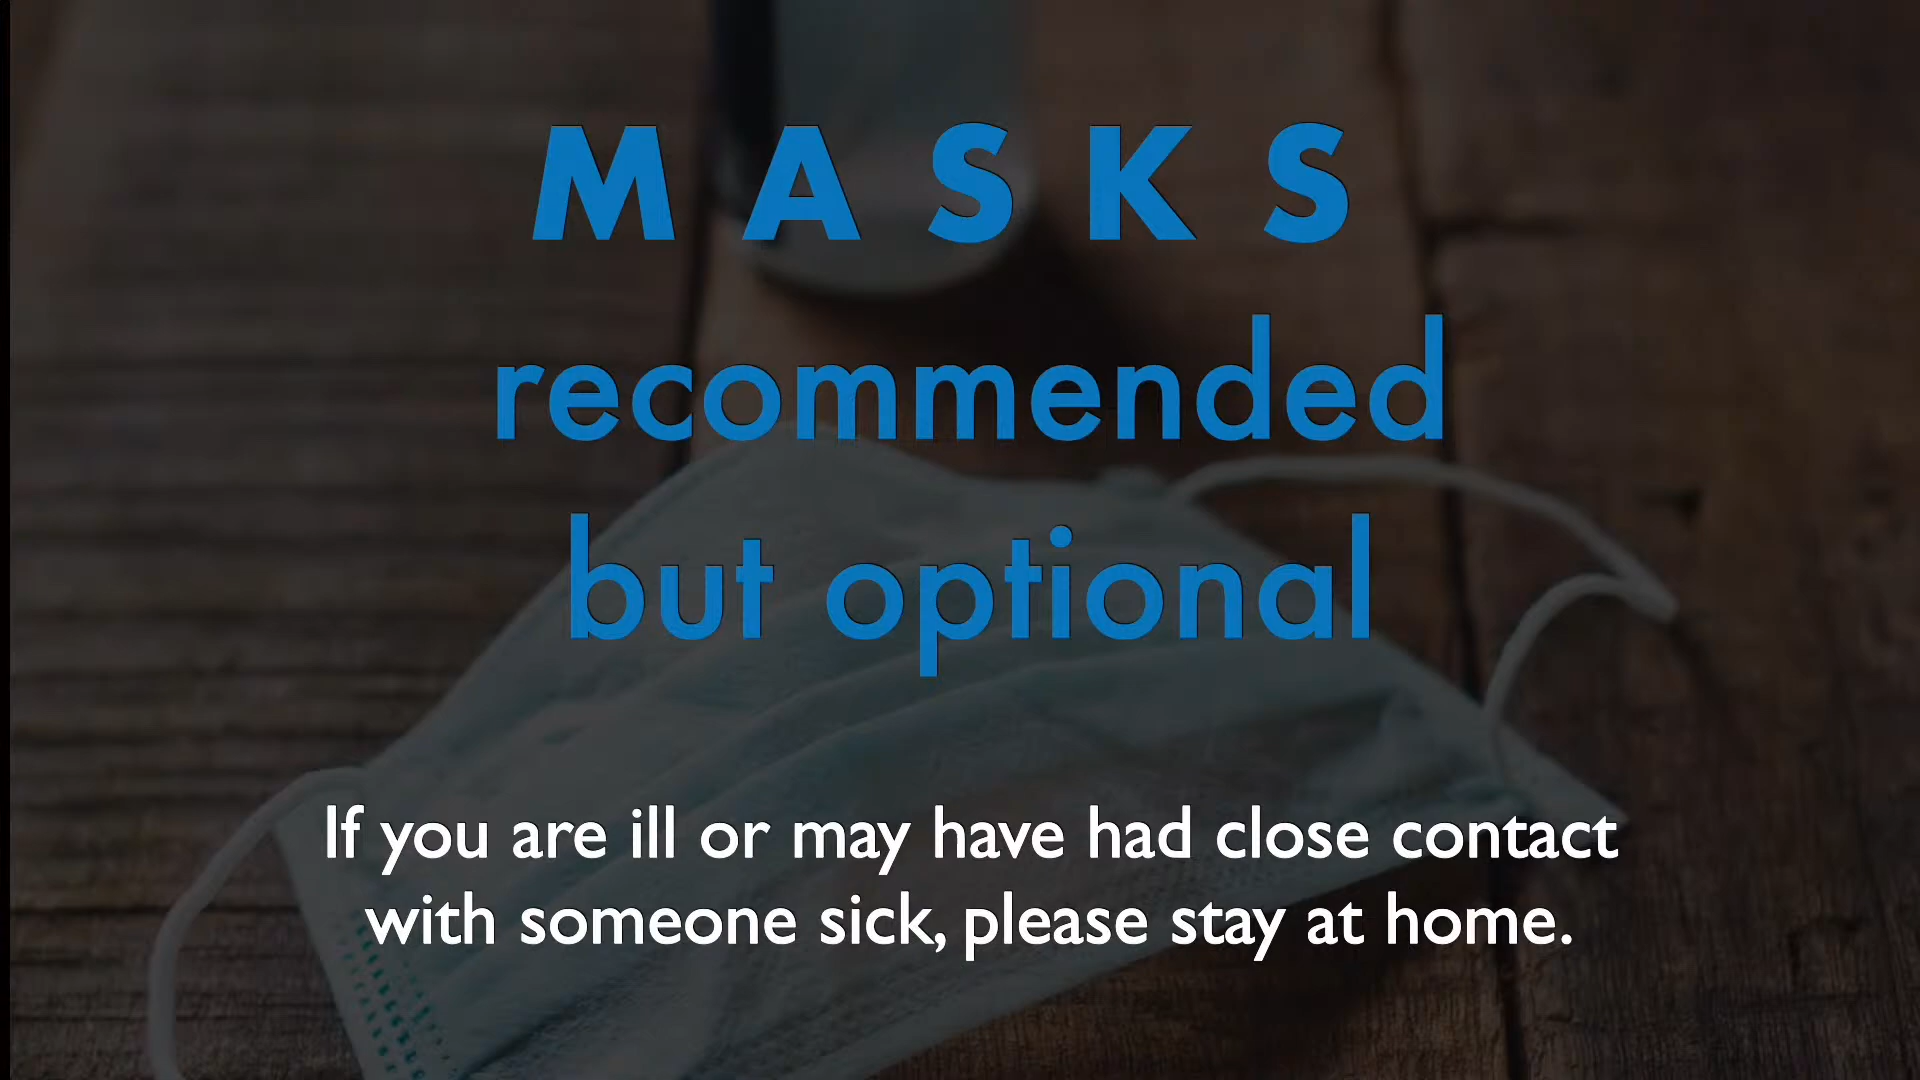 MASKS
recommended
but optional
If you are ill or may have had close contact
with someone sick, please stay at home.